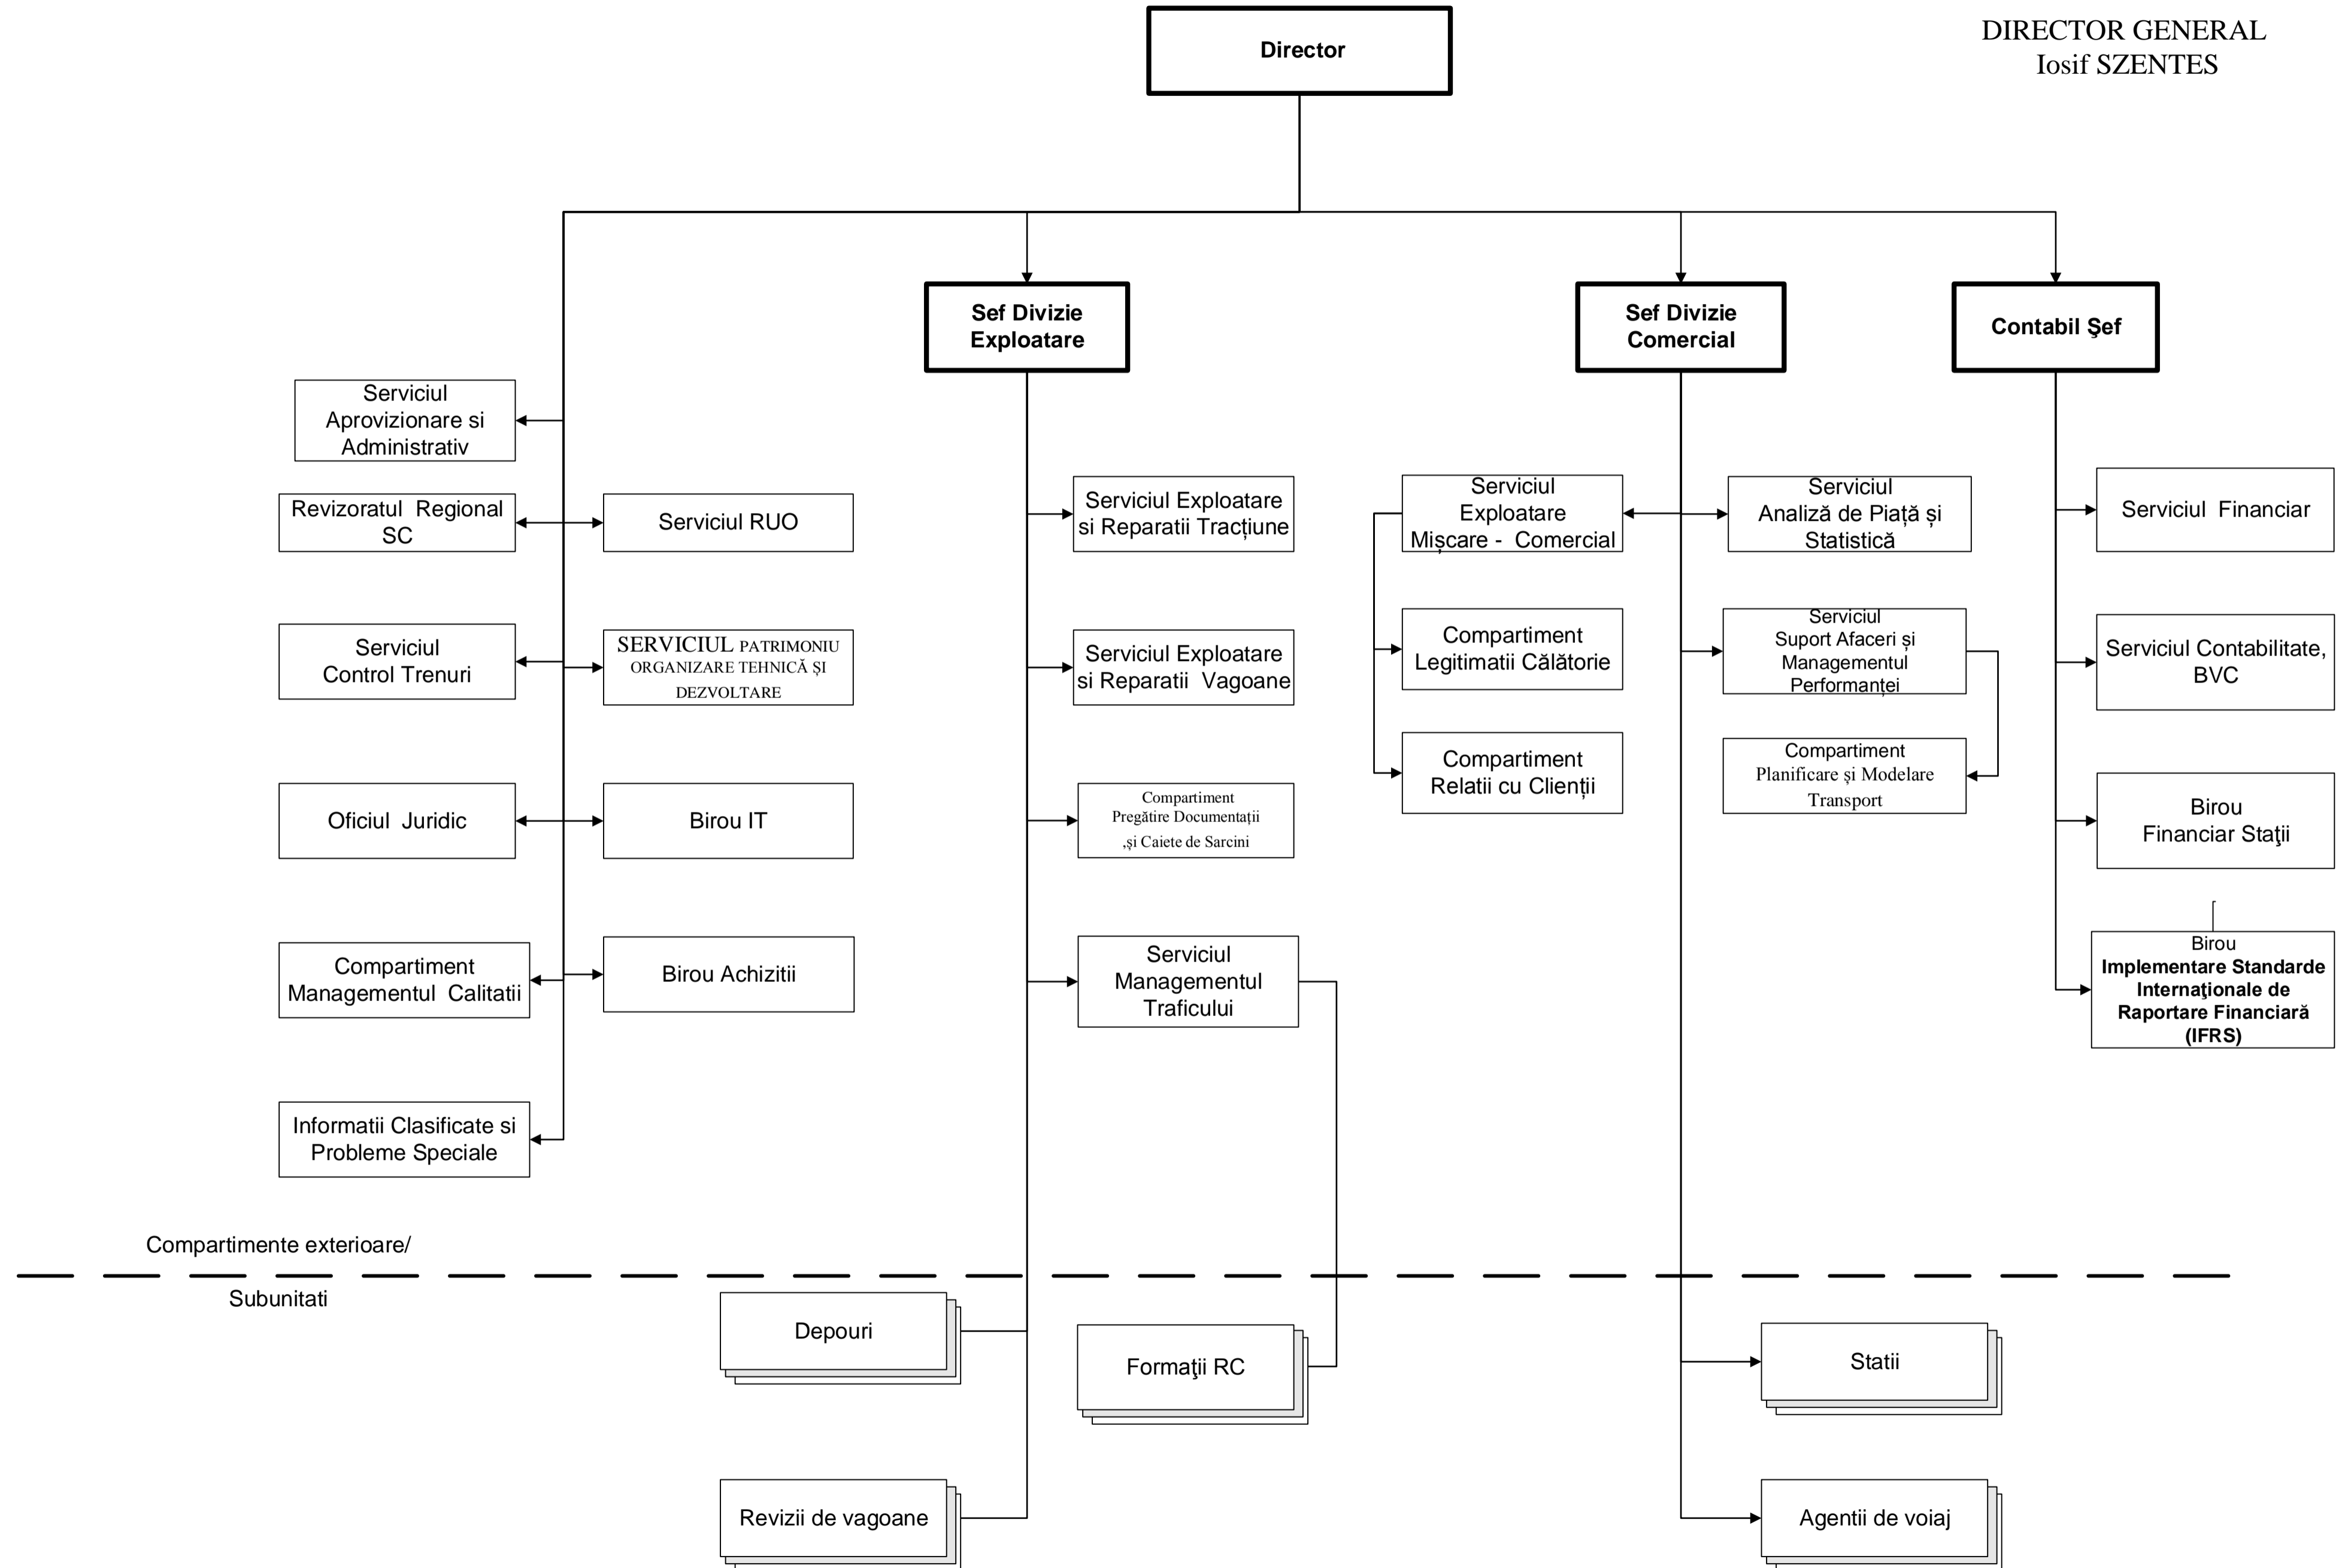 Director
DIRECTOR GENERAL
Iosif SZENTES
Sef Divizie
Exploatare
Sef Divizie
Comercial
Contabil Şef
Serviciul
Aprovizionare si
Administrativ
Revizoratul Regional
SC
Serviciul RUO
Serviciul
Control Trenuri
SERVICIUL PATRIMONIU
ORGANIZARE TEHNICĂ ȘI
DEZVOLTARE
Oficiul Juridic
Birou IT
Compartiment
Managementul Calitatii
Birou Achizitii
Informatii Clasificate si
Probleme Speciale
Serviciul Exploatare
si Reparatii Tracțiune
Serviciul Exploatare
si Reparatii Vagoane
Compartiment
Pregătire Documentații
,și Caiete de Sarcini
Serviciul
Managementul
Traficului
Serviciul
Exploatare
Mișcare - Comercial
Compartiment
Legitimatii Călătorie
Compartiment
Relatii cu Clienții
Serviciul
Analiză de Piață și
Statistică
Serviciul
Suport Afaceri și
Managementul
Performanței
Compartiment
Planificare și Modelare
Transport
Serviciul Financiar
Serviciul Contabilitate,
BVC
Birou
Financiar Staţii
Birou
Implementare Standarde
Internaţionale de
Raportare Financiară
(IFRS)
Compartimente exterioare/
Subunitati
Depouri
Formaţii RC
Statii
Revizii de vagoane
Agentii de voiaj